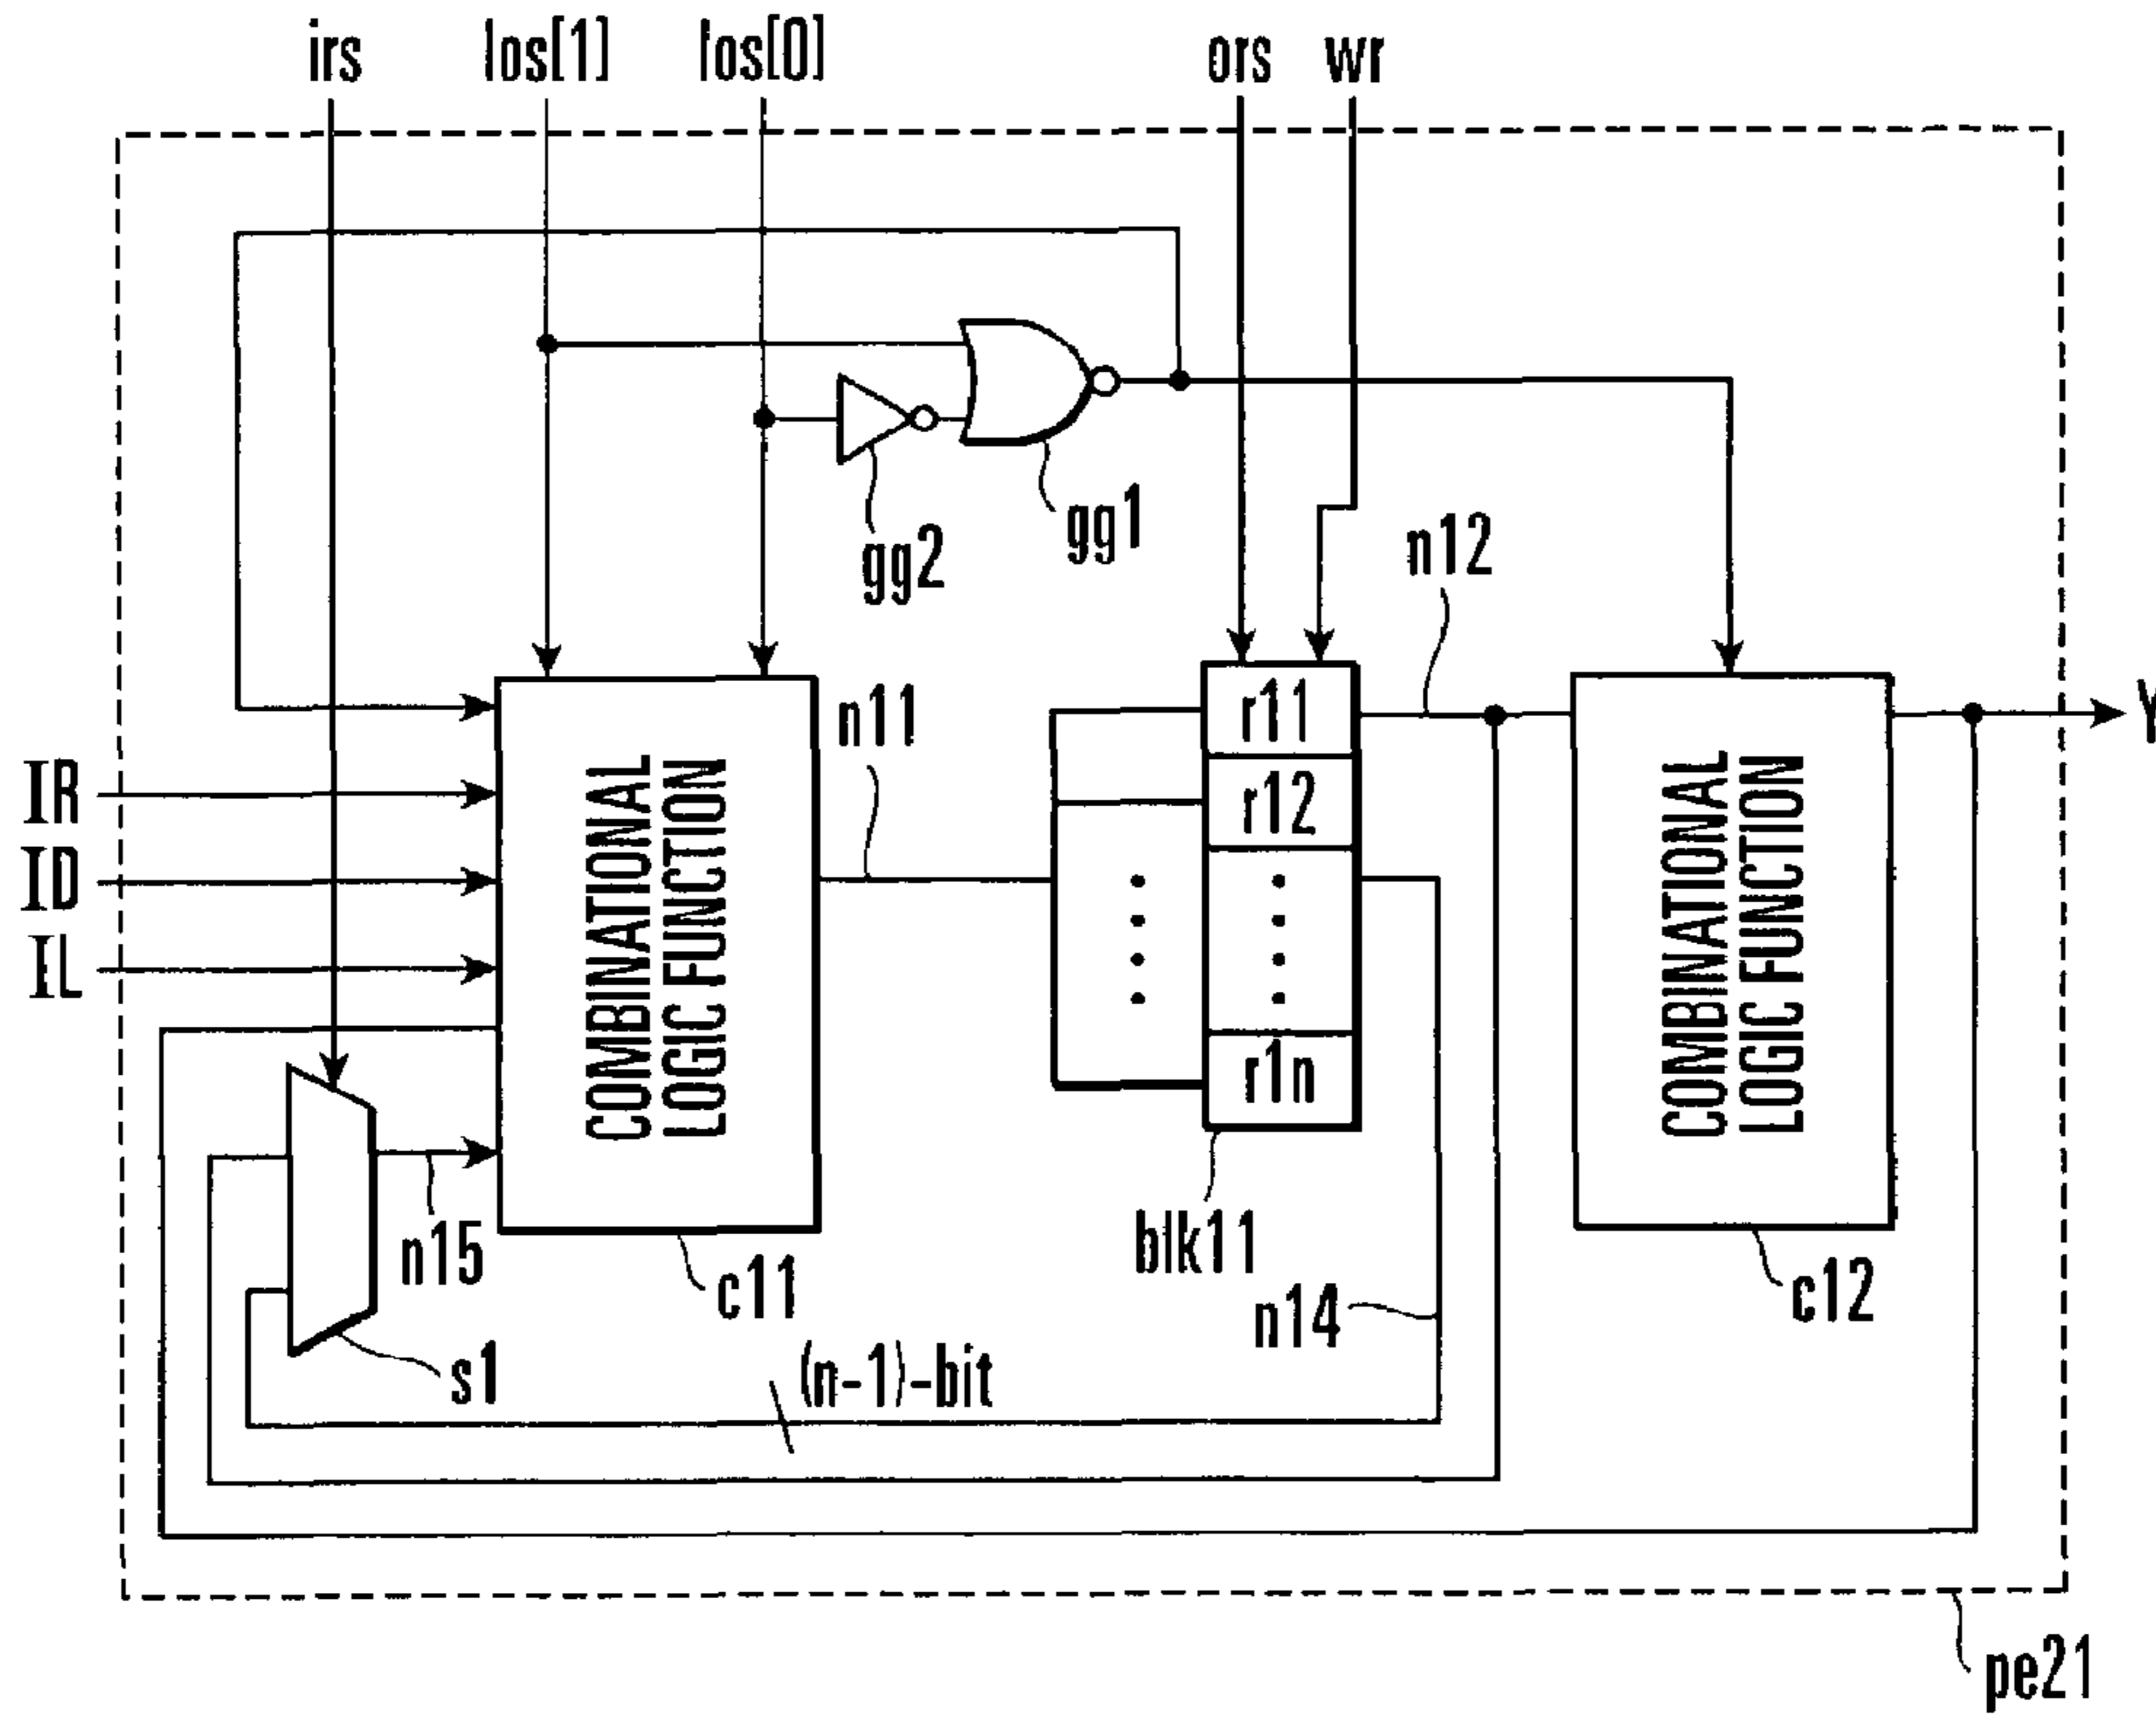 irs los[1] los[0] ors wr
gg2
gg1
n12
n11
r11
r12
r1n
Y
IR
ID
IL
COMBINATIONAL
LOGIC FUNCTION
COMBINATIONAL
LOGIC FUNCTION
n15
c11
blk11
n14
c12
s1
(n-1)-bit
pe21